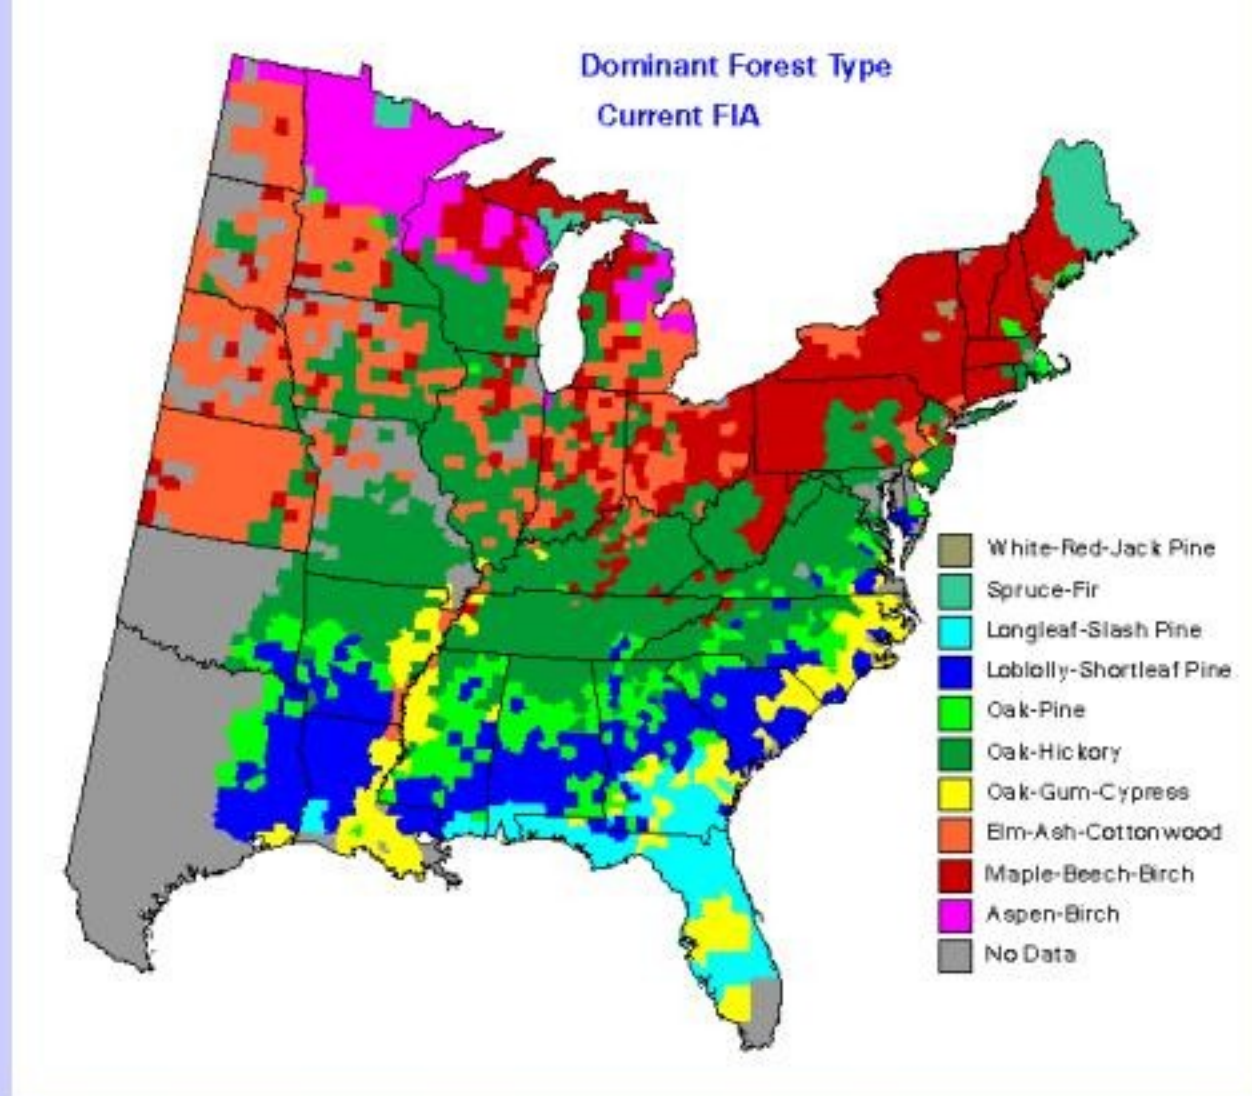 Dominant Forest Type
Current FIA
White-Red-Jack Pine
Spruce-Fir
Longleaf-Slash Pine
Loblolly-Shortleaf Pine
Oak-Pine
Oak-Hickory
Oak-Gum-Cypress
Elm-Ash-Cottonwood
Maple-Beech-Birch
Aspen-Birch
No Data